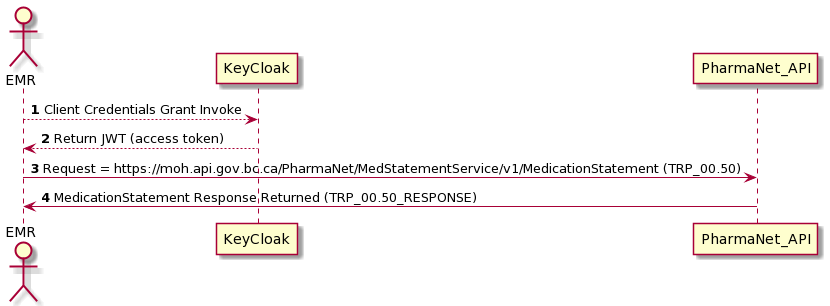 EMR
KeyCloak
PharmaNet_API
1 Client Credentials Grant Invoke
2 Return JWT (access token)
3 Request = https://moh.api.gov.bc.ca/PharmaNet/MedStatementService/v1/MedicationStatement (TRP_00.50)
4 MedicationStatement Response Returned (TRP_00.50_RESPONSE)
EMR
KeyCloak
PharmaNet_API